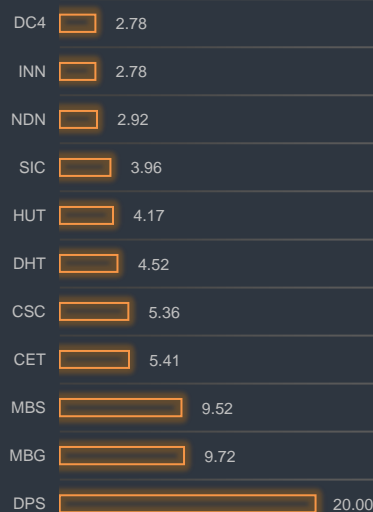 DC4 2.78
INN 2.78
NDN 2.92
SIC 3.96
HUT 4.17
DHT 4.52
CSC 5.36
CET 5.41
MBS 9.52
MBG 9.72
DPS 20.00